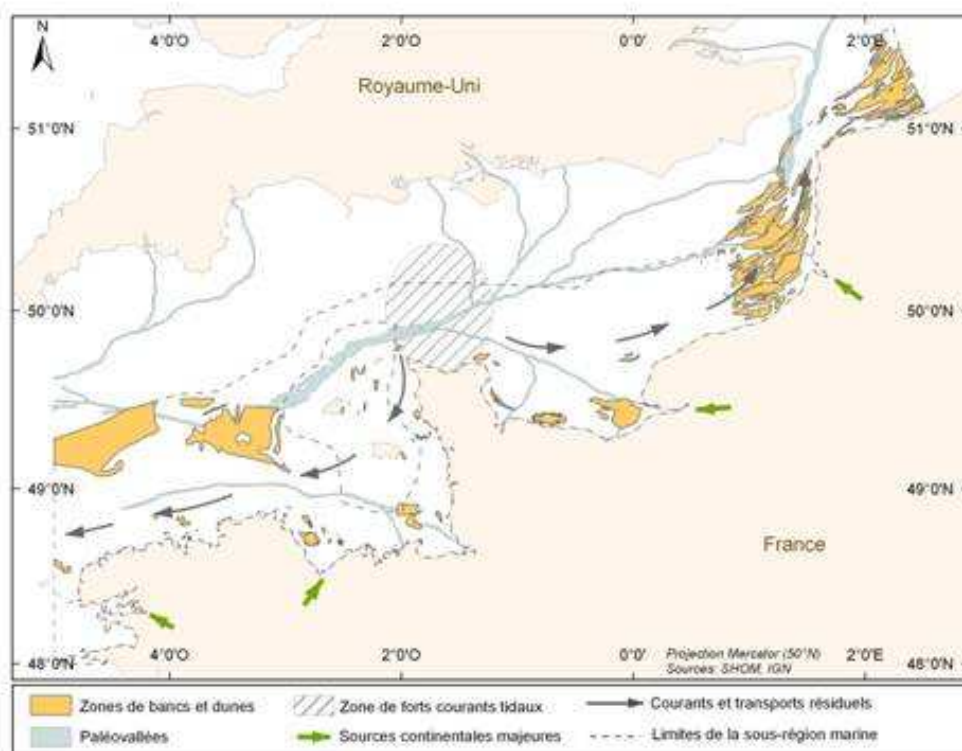 N
4°0'O 2°0'O 0°0' 2°0'E
Royaume-Uni
51°0'N 51°0'N
50°0'N 50°0'N
49°0'N 49°0'N
France
48°0'N 4°0'O 2°0'O 0°0' Projection Mercator (50°N) 2°0'E 48°0'N
Sources: SHOM, IGN
Zones de bancs et dunes Zone de forts courants tidaux Courants et transports résiduels
Paléovallées Sources continentales majeures Limites de la sous-région marine